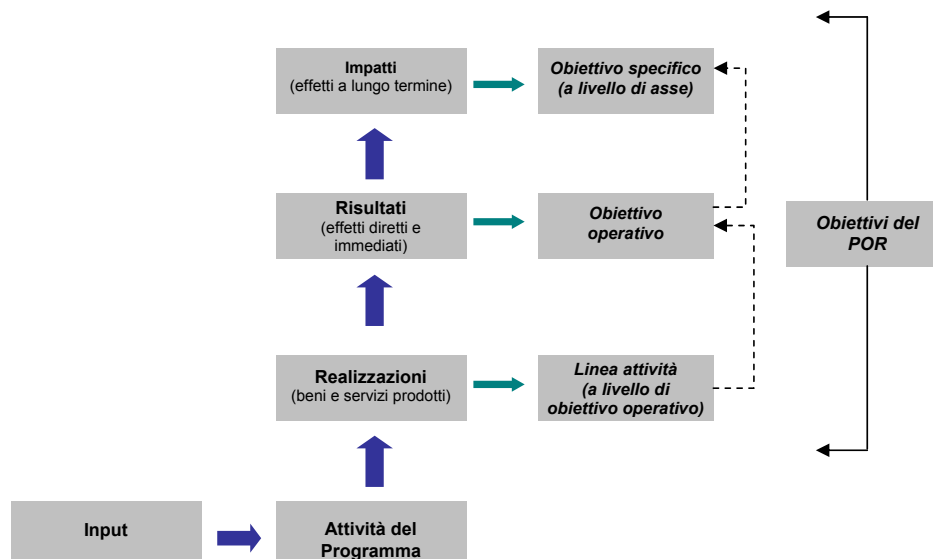 Impatti
(effetti a lungo termine)
Obiettivo specifico
(a livello di asse)
Risultati
(effetti diretti e
immediati)
Obiettivo
operativo
Obiettivi del
POR
Realizzazioni
(beni e servizi prodotti)
Linea attività
(a livello di
obiettivo operativo)
Input
Attività del
Programma